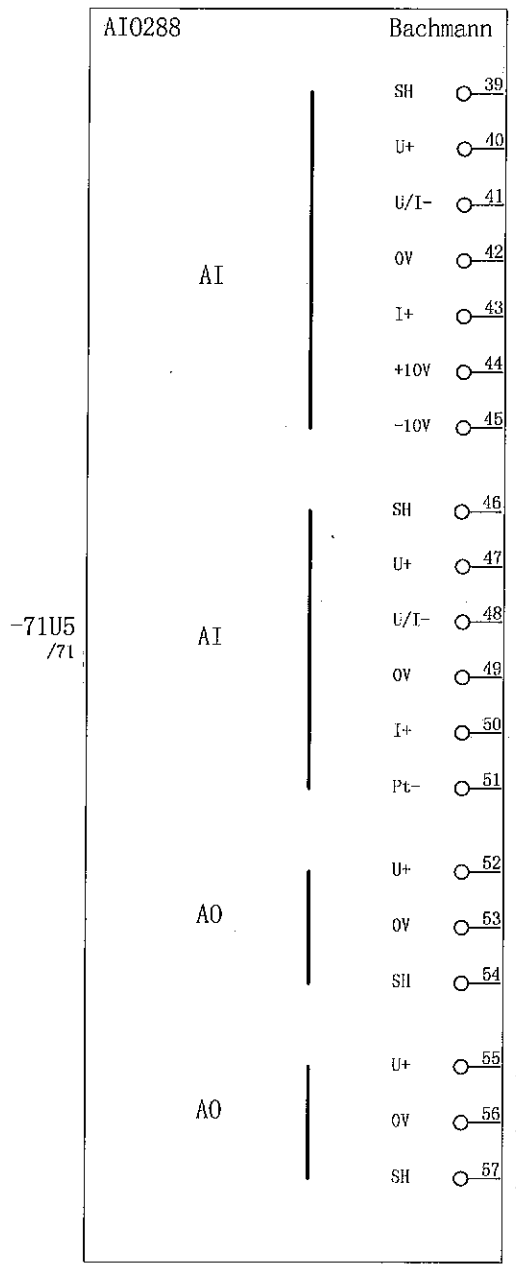 AIO288 Bachmann
SH 39
U+ 40
U/I- 41
0V 42
AI
I+ 43
+10V 44
-10V 45
SH 46
U+ 47
U/I- 48
-71U5
/71
AI
0V 49
I+ 50
Pt- 51
U+ 52
AO
0V 53
SH 54
U+ 55
AO
0V 56
SH 57